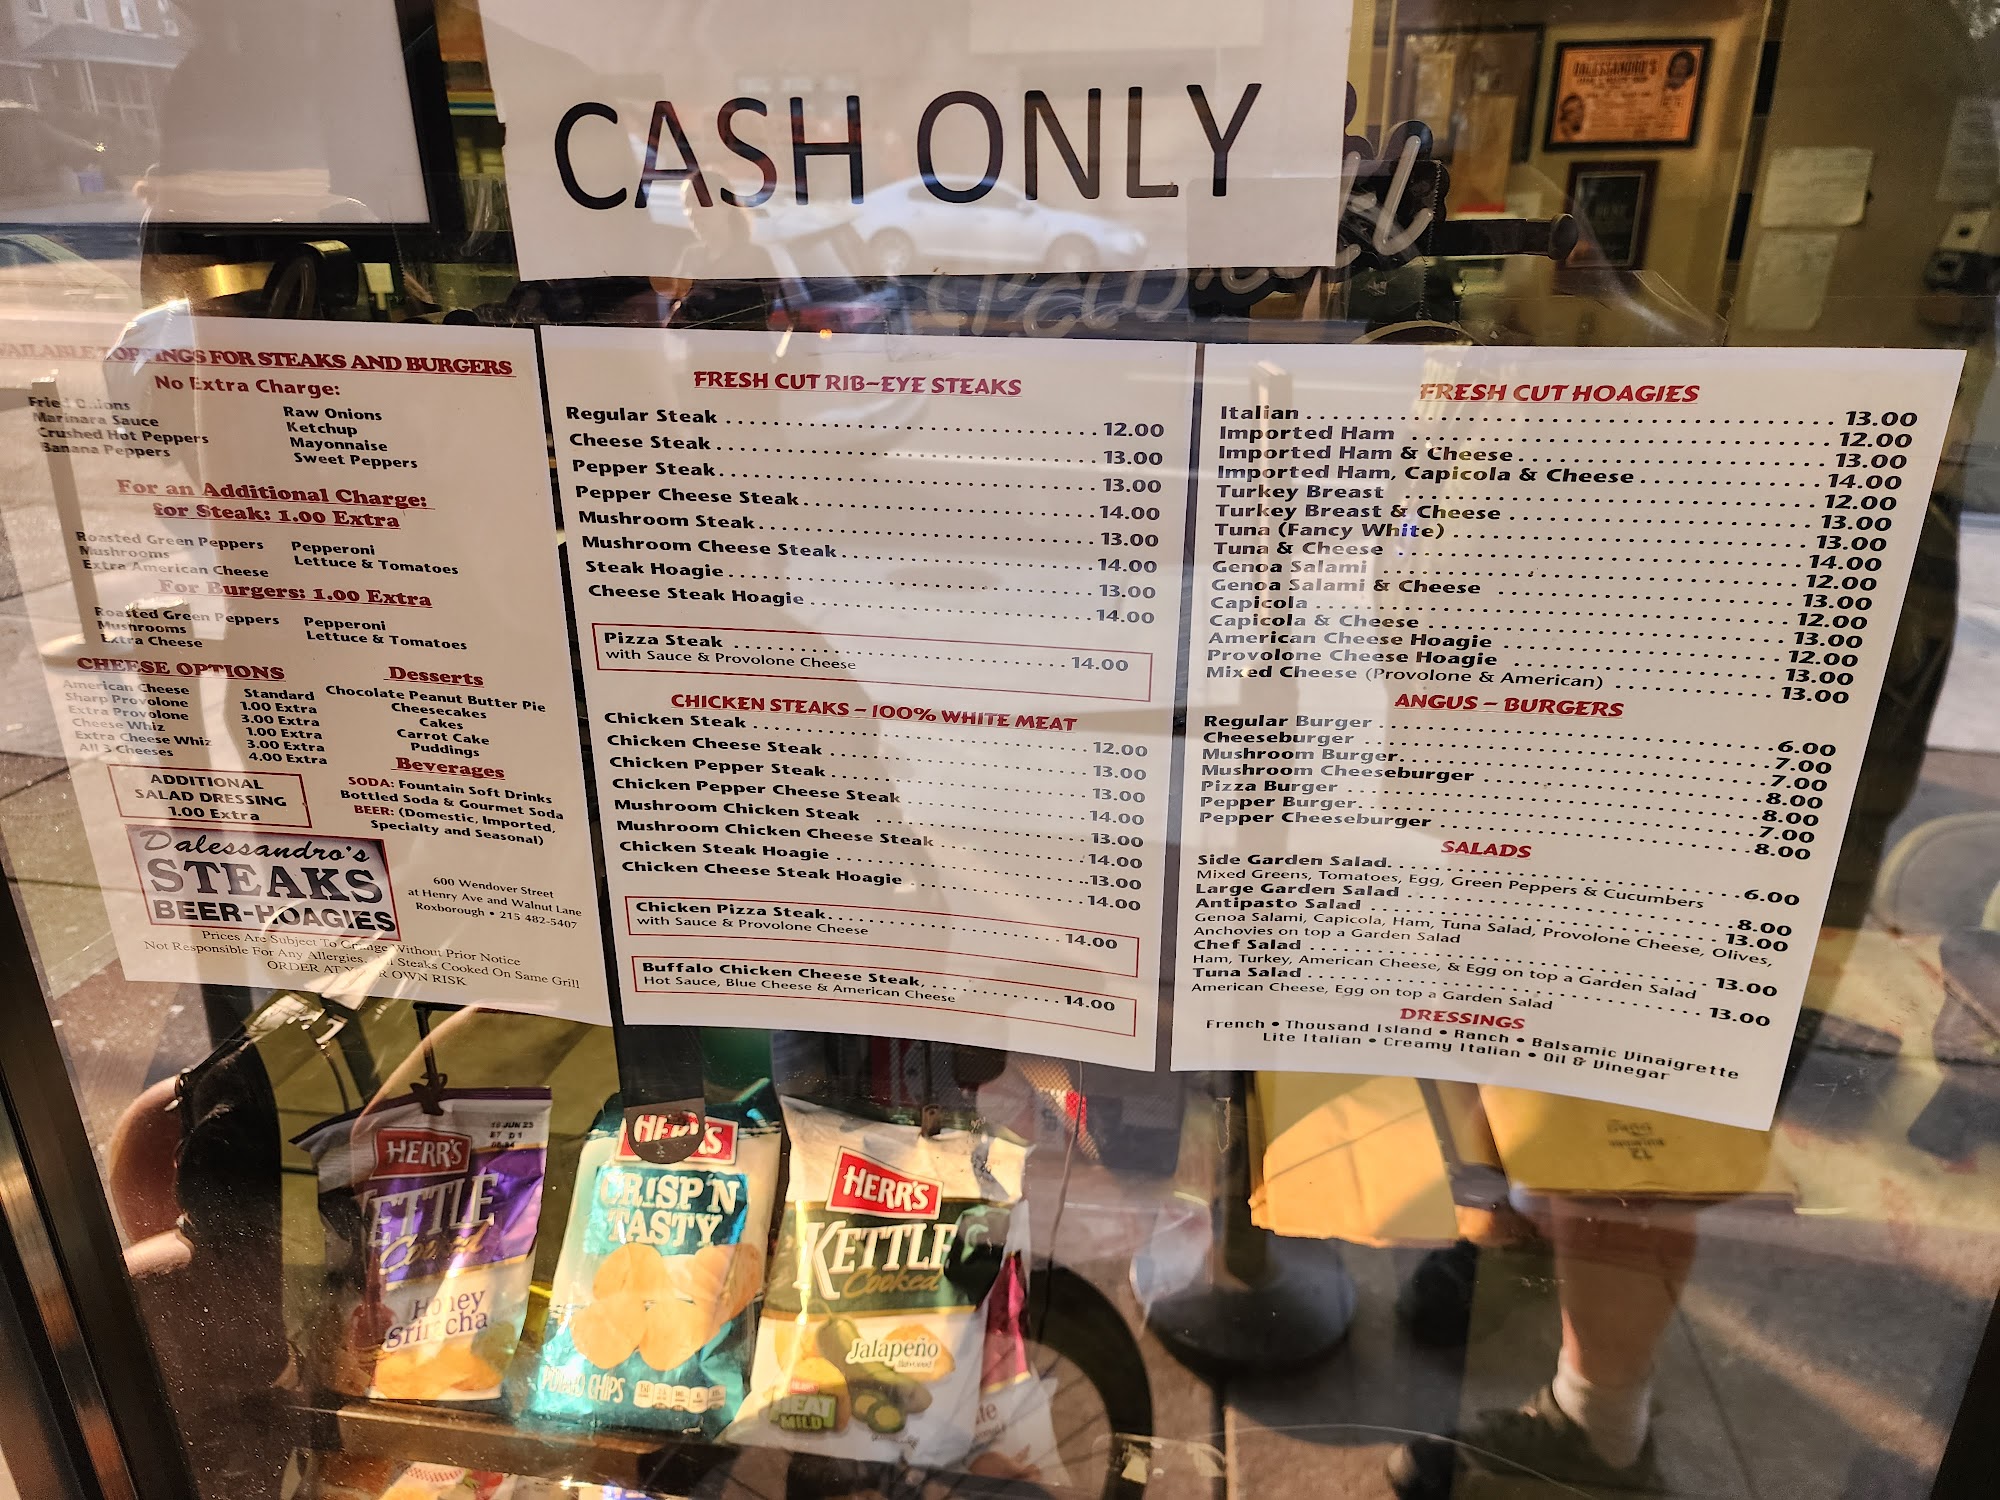 CASH ONLY
DALESSANDRO'S
AVAILABLE TOPPINGS FOR STEAKS AND BURGERS
No Extra Charge:
Fried Onions Raw Onions
Marinara Sauce Ketchup
Crushed Hot Peppers Mayonnaise
Banana Peppers Sweet Peppers
For an Additional Charge:
for Steak: 1.00 Extra
Roasted Green Peppers Pepperoni
Mushrooms Lettuce & Tomatoes
Extra American Cheese
For Burgers: 1.00 Extra
Roasted Green Peppers Pepperoni
Mushrooms Lettuce & Tomatoes
Extra Cheese
CHEESE OPTIONS
American Cheese Standard
Sharp Provolone 1.00 Extra
Extra Provolone 3.00 Extra
Cheese Whiz 1.00 Extra
Extra Cheese Whiz 3.00 Extra
All 3 Cheeses 4.00 Extra
ADDITIONAL
SALAD DRESSING
1.00 Extra
Desserts
Chocolate Peanut Butter Pie
Cheesecakes
Cakes
Carrot Cake
Puddings
Beverages
SODA: Fountain Soft Drinks
Bottled Soda & Gourmet Soda
BEER: (Domestic, Imported,
Specialty and Seasonal)
Dalessandro's
STEAKS
BEER-HOAGIES
600 Wendover Street
at Henry Ave and Walnut Lane
Roxborough • 215 482-5407
Prices Are Subject To Change Without Prior Notice
Not Responsible For Any Allergies. All Steaks Cooked On Same Grill
ORDER AT YOUR OWN RISK
FRESH CUT RIB-EYE STEAKS
Regular Steak 12.00
Cheese Steak 13.00
Pepper Steak 13.00
Pepper Cheese Steak 14.00
Mushroom Steak 13.00
Mushroom Cheese Steak 14.00
Steak Hoagie 13.00
Cheese Steak Hoagie 14.00
Pizza Steak 14.00
with Sauce & Provolone Cheese
CHICKEN STEAKS - 100% WHITE MEAT
Chicken Steak 12.00
Chicken Cheese Steak 13.00
Chicken Pepper Steak 13.00
Chicken Pepper Cheese Steak 14.00
Mushroom Chicken Steak 13.00
Mushroom Chicken Cheese Steak 14.00
Chicken Steak Hoagie 13.00
Chicken Cheese Steak Hoagie 14.00
Chicken Pizza Steak 14.00
with Sauce & Provolone Cheese
Buffalo Chicken Cheese Steak 14.00
Hot Sauce, Blue Cheese & American Cheese
FRESH CUT HOAGIES
Italian 13.00
Imported Ham 12.00
Imported Ham & Cheese 13.00
Imported Ham, Capicola & Cheese 14.00
Turkey Breast 12.00
Turkey Breast & Cheese 13.00
Tuna (Fancy White) 13.00
Tuna & Cheese 14.00
Genoa Salami 12.00
Genoa Salami & Cheese 13.00
Capicola 12.00
Capicola & Cheese 13.00
American Cheese Hoagie 12.00
Provolone Cheese Hoagie 13.00
Mixed Cheese (Provolone & American) 13.00
ANGUS - BURGERS
Regular Burger 6.00
Cheeseburger 7.00
Mushroom Burger 7.00
Mushroom Cheeseburger 8.00
Pizza Burger 8.00
Pepper Burger 7.00
Pepper Cheeseburger 8.00
SALADS
Side Garden Salad 6.00
Mixed Greens, Tomatoes, Egg, Green Peppers & Cucumbers
Large Garden Salad 8.00
Antipasto Salad 13.00
Genoa Salami, Capicola, Ham, Tuna Salad, Provolone Cheese, Olives,
Anchovies on top a Garden Salad
Chef Salad 13.00
Ham, Turkey, American Cheese, & Egg on top a Garden Salad
Tuna Salad 13.00
American Cheese, Egg on top a Garden Salad
DRESSINGS
French • Thousand Island • Ranch • Balsamic Vinaigrette
Lite Italian • Creamy Italian • Oil & Vinegar
HERR'S
KETTLE
Cooked
Honey
Sriracha
HERR'S
CRISP'N
TASTY
POTATO CHIPS
HERR'S
KETTLE
Cooked
Jalapeño
flavored
HEAT
MILD